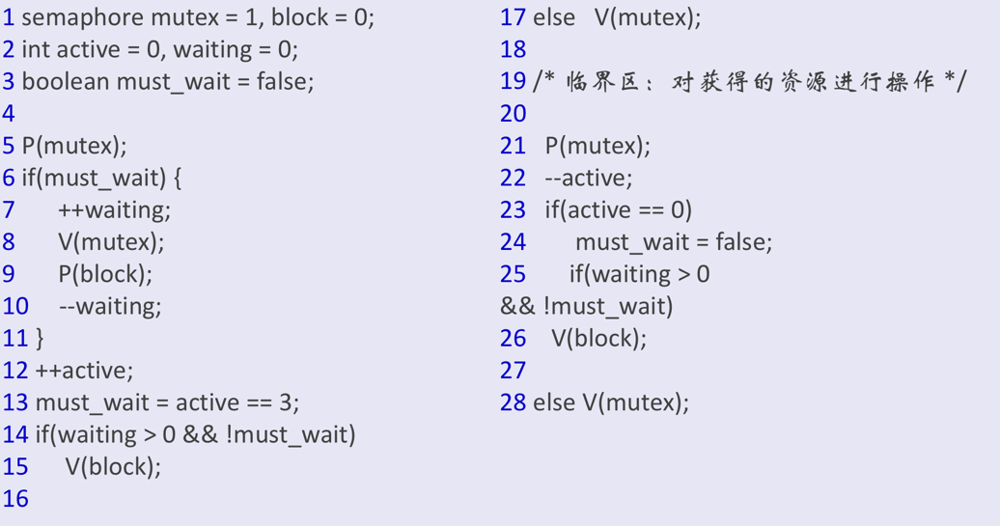 1 semaphore mutex = 1, block = 0;
2 int active = 0, waiting = 0;
3 boolean must_wait = false;
4
5 P(mutex);
6 if(must_wait) {
7 ++waiting;
8 V(mutex);
9 P(block);
10 --waiting;
11 }
12 ++active;
13 must_wait = active == 3;
14 if(waiting > 0 && !must_wait)
15 V(block);
16
17 else V(mutex);
18
19 /* 临界区：对获得的资源进行操作 */
20
21 P(mutex);
22 --active;
23 if(active == 0)
24 must_wait = false;
25 if(waiting > 0
&& !must_wait)
26 V(block);
27
28 else V(mutex);